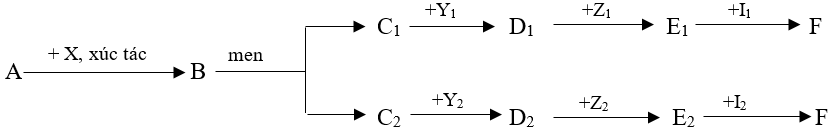 A + X, xúc tác B men
C₁ +Y₁ D₁ +Z₁ E₁ +I₁ F
C₂ +Y₂ D₂ +Z₂ E₂ +I₂ F